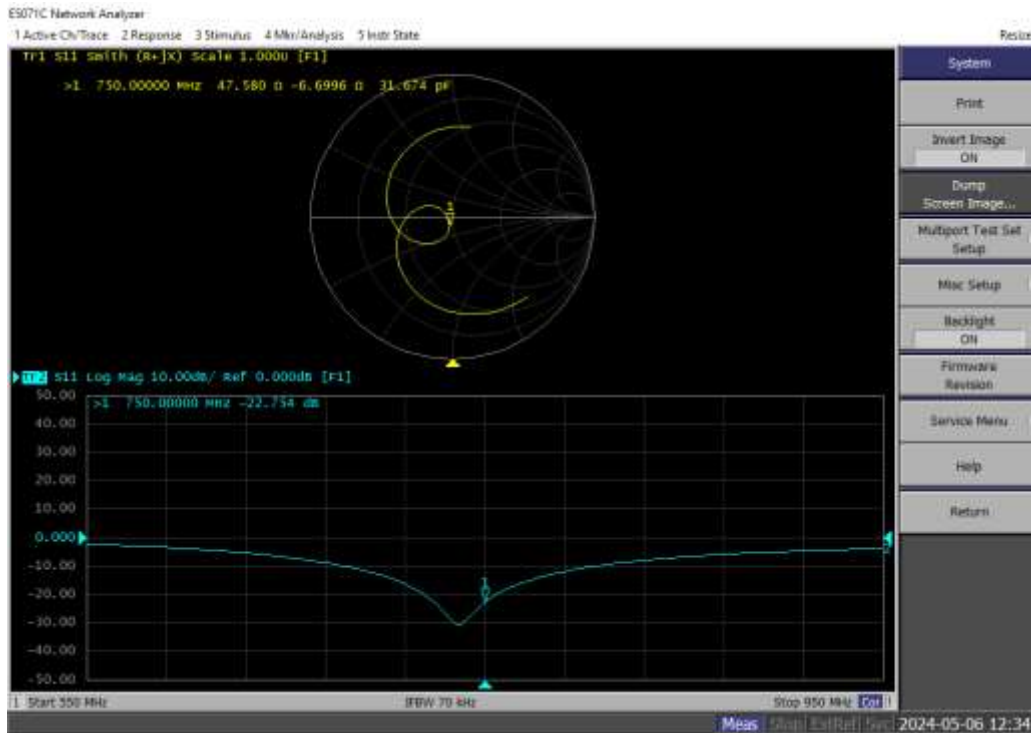 E5071C Network Analyzer
1 Active Ch/Trace 2 Response 3 Stimulus 4 Mkr/Analysis 5 Instr State
Resize
Tr1 S11 Smith (R+jX) Scale 1.000U [F1]
>1 750.00000 MHz 47.580 Ω -6.6996 Ω 31.674 pF
1
Tr2 S11 Log Mag 10.00dB/ Ref 0.000dB [F1]
>1 750.00000 MHz -22.754 dB
50.00
40.00
30.00
20.00
10.00
0.000
-10.00
-20.00
-30.00
-40.00
-50.00
1
1 Start 550 MHz IFBW 70 kHz Stop 950 MHz Cor !
Meas Stop ExtRef Svc 2024-05-06 12:34
System
Print
Invert Image
ON
Dump
Screen Image...
Multiport Test Set
Setup
Misc Setup
Backlight
ON
Firmware
Revision
Service Menu
Help
Return